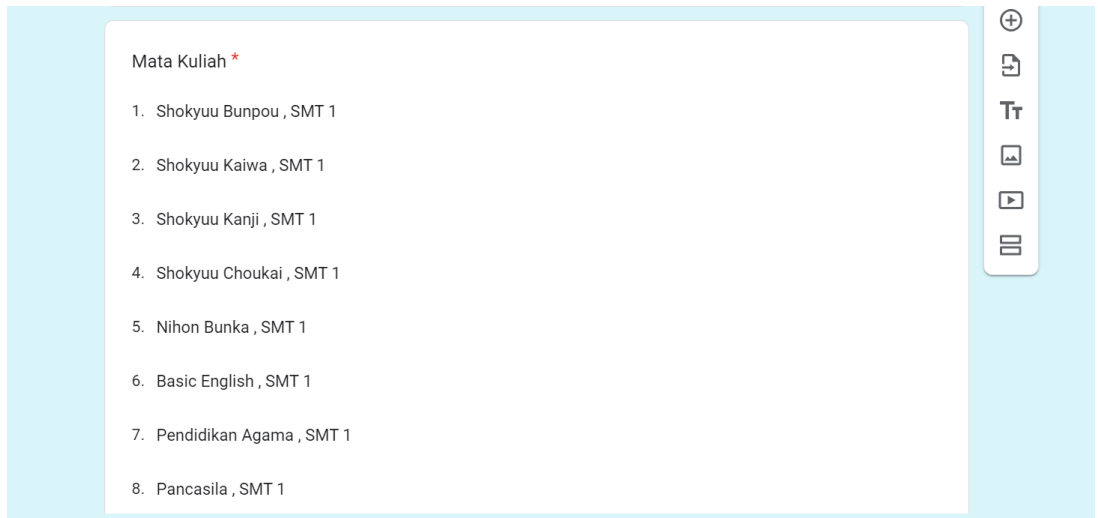 Mata Kuliah *
1. Shokyuu Bunpou , SMT 1
2. Shokyuu Kaiwa , SMT 1
3. Shokyuu Kanji , SMT 1
4. Shokyuu Choukai , SMT 1
5. Nihon Bunka , SMT 1
6. Basic English , SMT 1
7. Pendidikan Agama , SMT 1
8. Pancasila , SMT 1